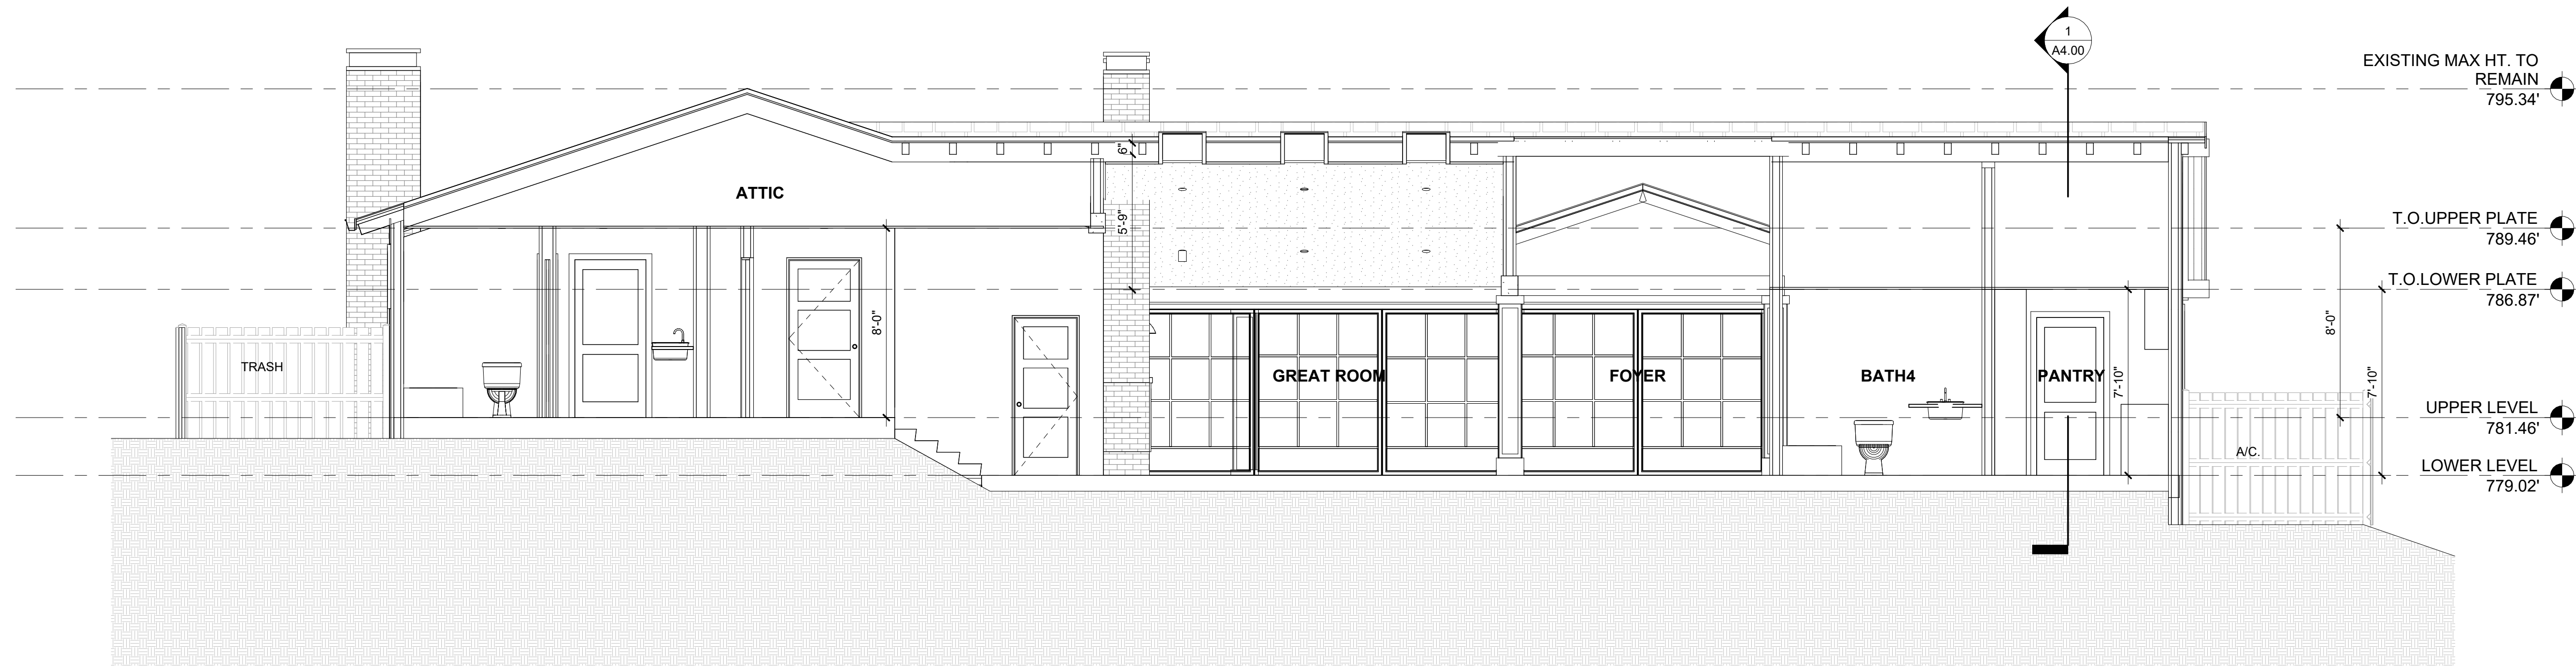 1
A4.00
EXISTING MAX HT. TO
REMAIN
795.34'
6"
ATTIC
5'-9"
T.O.UPPER PLATE
789.46'
T.O.LOWER PLATE
786.87'
8'-0"
8'-0"
TRASH
GREAT ROOM
FOYER
BATH4
PANTRY
7'-10"
7'-10"
UPPER LEVEL
781.46'
A/C.
LOWER LEVEL
779.02'